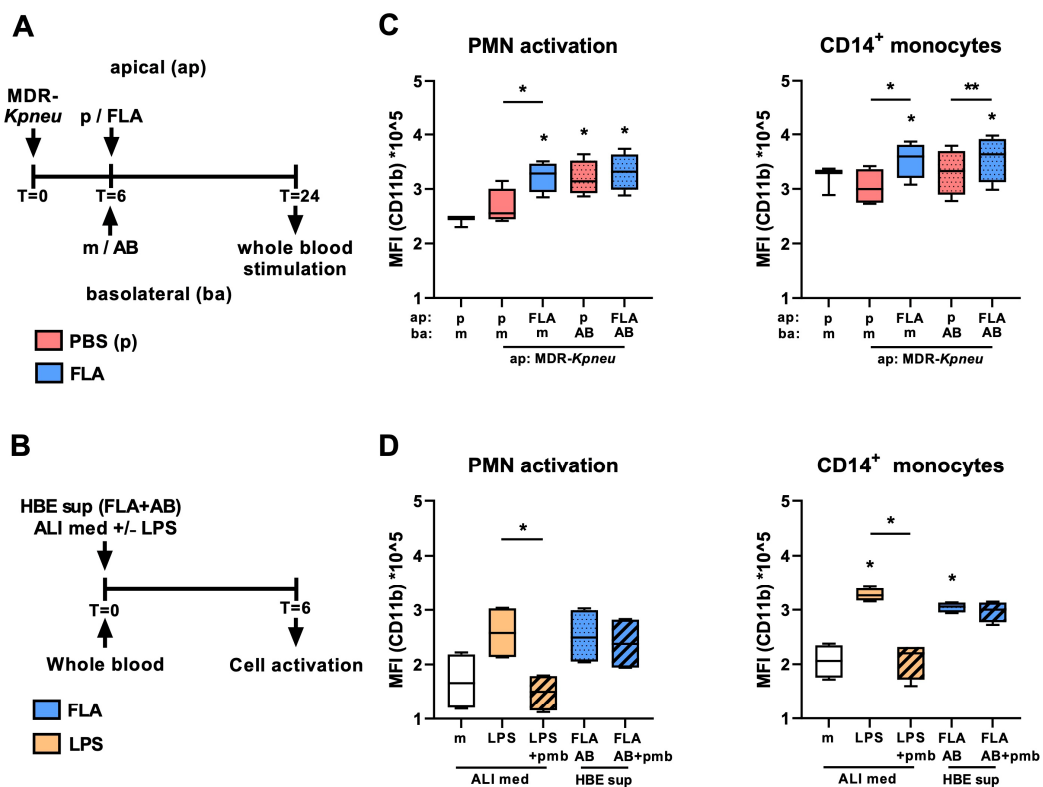 A
apical (ap)
MDR-
Kpneu
p / FLA
T=0
T=6
T=24
m / AB
whole blood
stimulation
basolateral (ba)
PBS (p)
FLA
B
HBE sup (FLA+AB)
ALI med +/- LPS
T=0
T=6
Whole blood
Cell activation
FLA
LPS
C
PMN activation
MFI (CD11b) *10^5
5
4
3
2
1
*
*
*
*
ap: p p FLA p FLA
ba: m m m AB AB
ap: MDR-Kpneu
CD14+ monocytes
MFI (CD11b) *10^5
5
4
3
2
1
*
**
*
*
ap: p p FLA p FLA
ba: m m m AB AB
ap: MDR-Kpneu
D
PMN activation
MFI (CD11b) *10^5
5
4
3
2
1
*
m LPS LPS FLA FLA
+pmb AB AB+pmb
ALI med HBE sup
CD14+ monocytes
MFI (CD11b) *10^5
5
4
3
2
1
*
*
*
m LPS LPS FLA FLA
+pmb AB AB+pmb
ALI med HBE sup